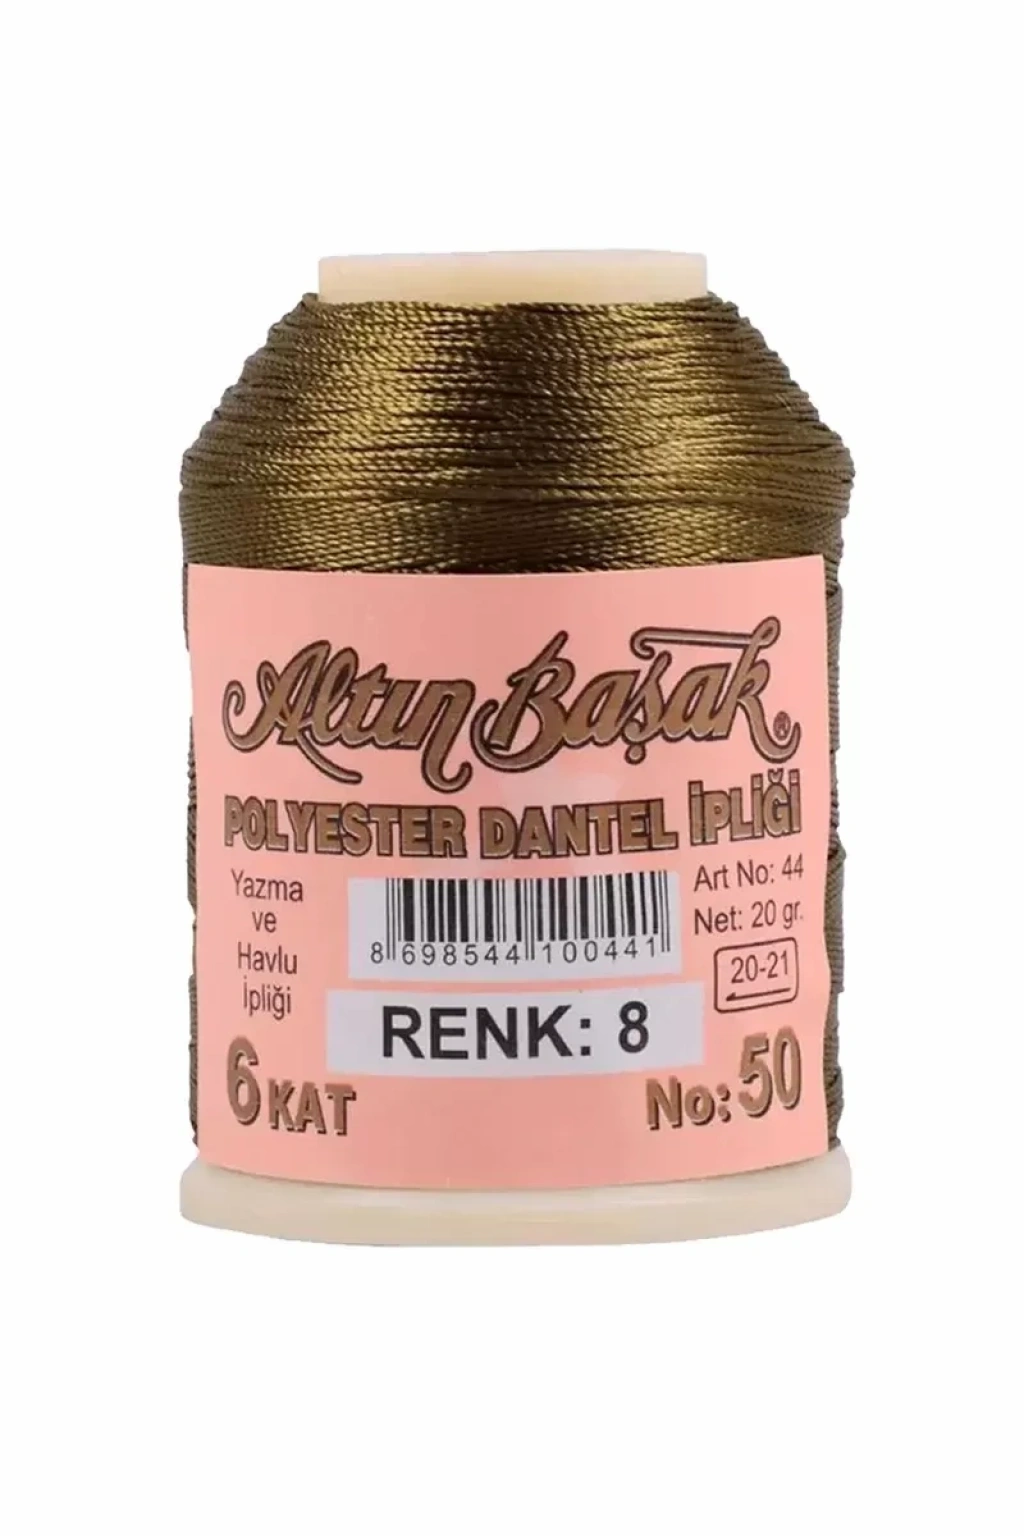 Altın Başak®
POLYESTER DANTEL İPLİĞİ
Yazma
ve
Havlu
İpliği
8 698544 100441
Art No: 44
Net: 20 gr.
20-21
RENK: 8
6 KAT
No: 50